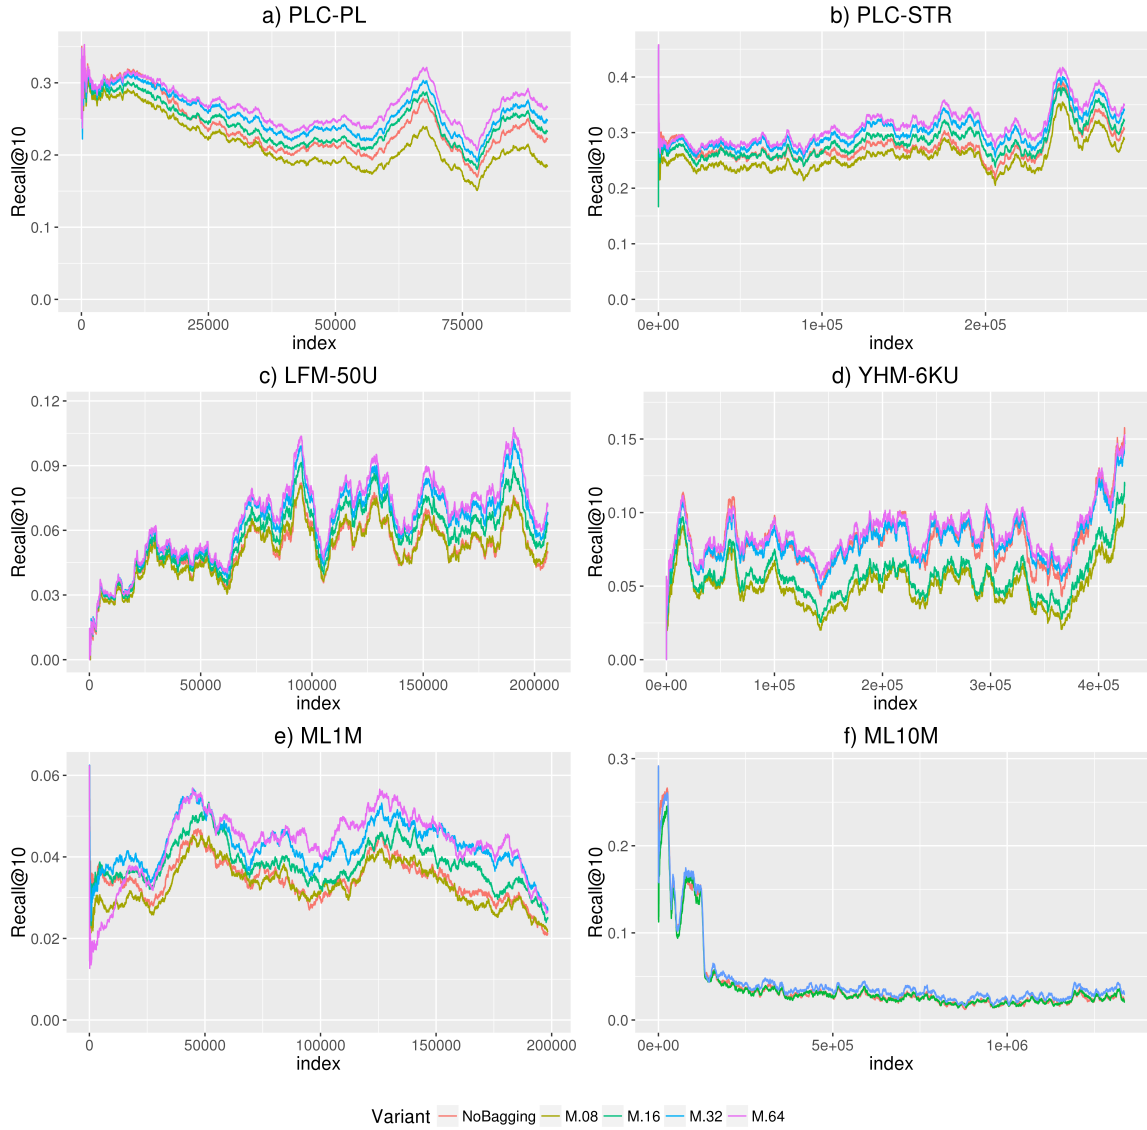 a) PLC-PL
Recall@10
0.3
0.2
0.1
0.0
0 25000 50000 75000
index
b) PLC-STR
Recall@10
0.4
0.3
0.2
0.1
0.0
0e+00 1e+05 2e+05
index
c) LFM-50U
Recall@10
0.12
0.09
0.06
0.03
0.00
0 50000 100000 150000 200000
index
d) YHM-6KU
Recall@10
0.15
0.10
0.05
0.00
0e+00 1e+05 2e+05 3e+05 4e+05
index
e) ML1M
Recall@10
0.06
0.04
0.02
0.00
0 50000 100000 150000 200000
index
f) ML10M
Recall@10
0.3
0.2
0.1
0.0
0e+00 5e+05 1e+06
index
Variant NoBagging M.08 M.16 M.32 M.64